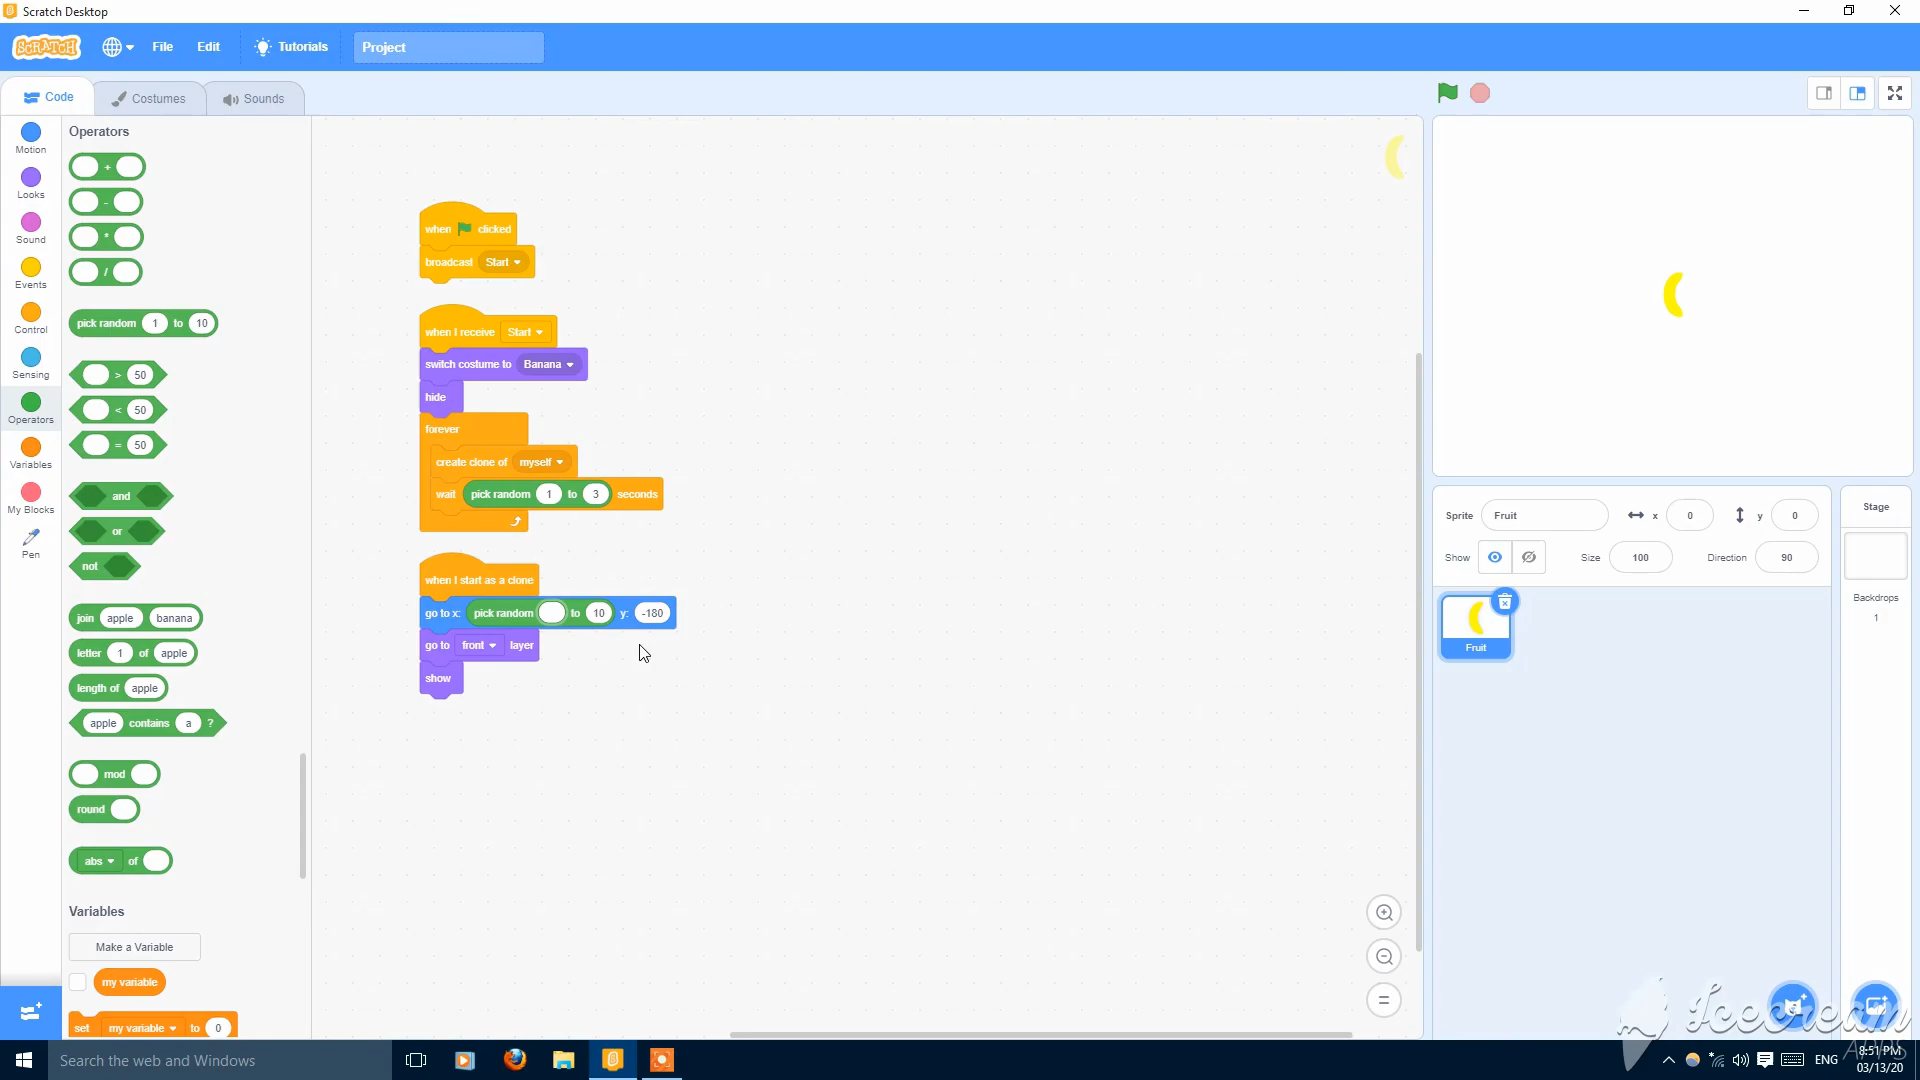 Scratch Desktop
SCRATCH
File
Edit
Tutorials
Project
Code
Costumes
Sounds
Motion
Looks
Sound
Events
Control
Sensing
Operators
Variables
My Blocks
Pen
Operators
+
-
*
/
pick random 1 to 10
> 50
< 50
= 50
and
or
not
join apple banana
letter 1 of apple
length of apple
apple contains a ?
mod
round
abs of
Variables
Make a Variable
my variable
set my variable to 0
when clicked
broadcast Start
when I receive Start
switch costume to Banana
hide
forever
create clone of myself
wait pick random 1 to 3 seconds
when I start as a clone
go to x: pick random to 10 y: -180
go to front layer
show
Sprite Fruit x 0 y 0
Show Size 100 Direction 90
Fruit
Stage
Backdrops
1
Icecream
APPS
Search the web and Windows
ENG
8:51 PM
03/13/20